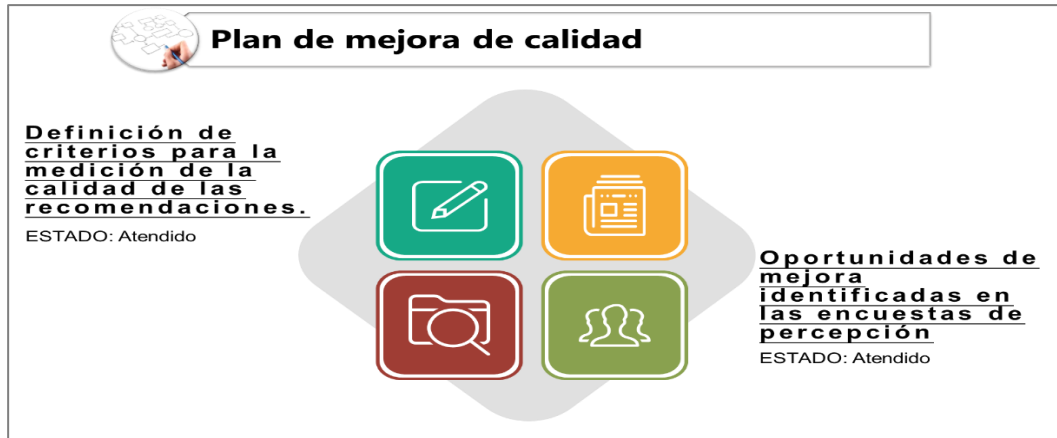 Plan de mejora de calidad
Definición de
criterios para la
medición de la
calidad de las
recomendaciones.
ESTADO: Atendido
Oportunidades de
mejora
identificadas en
las encuestas de
percepción
ESTADO: Atendido